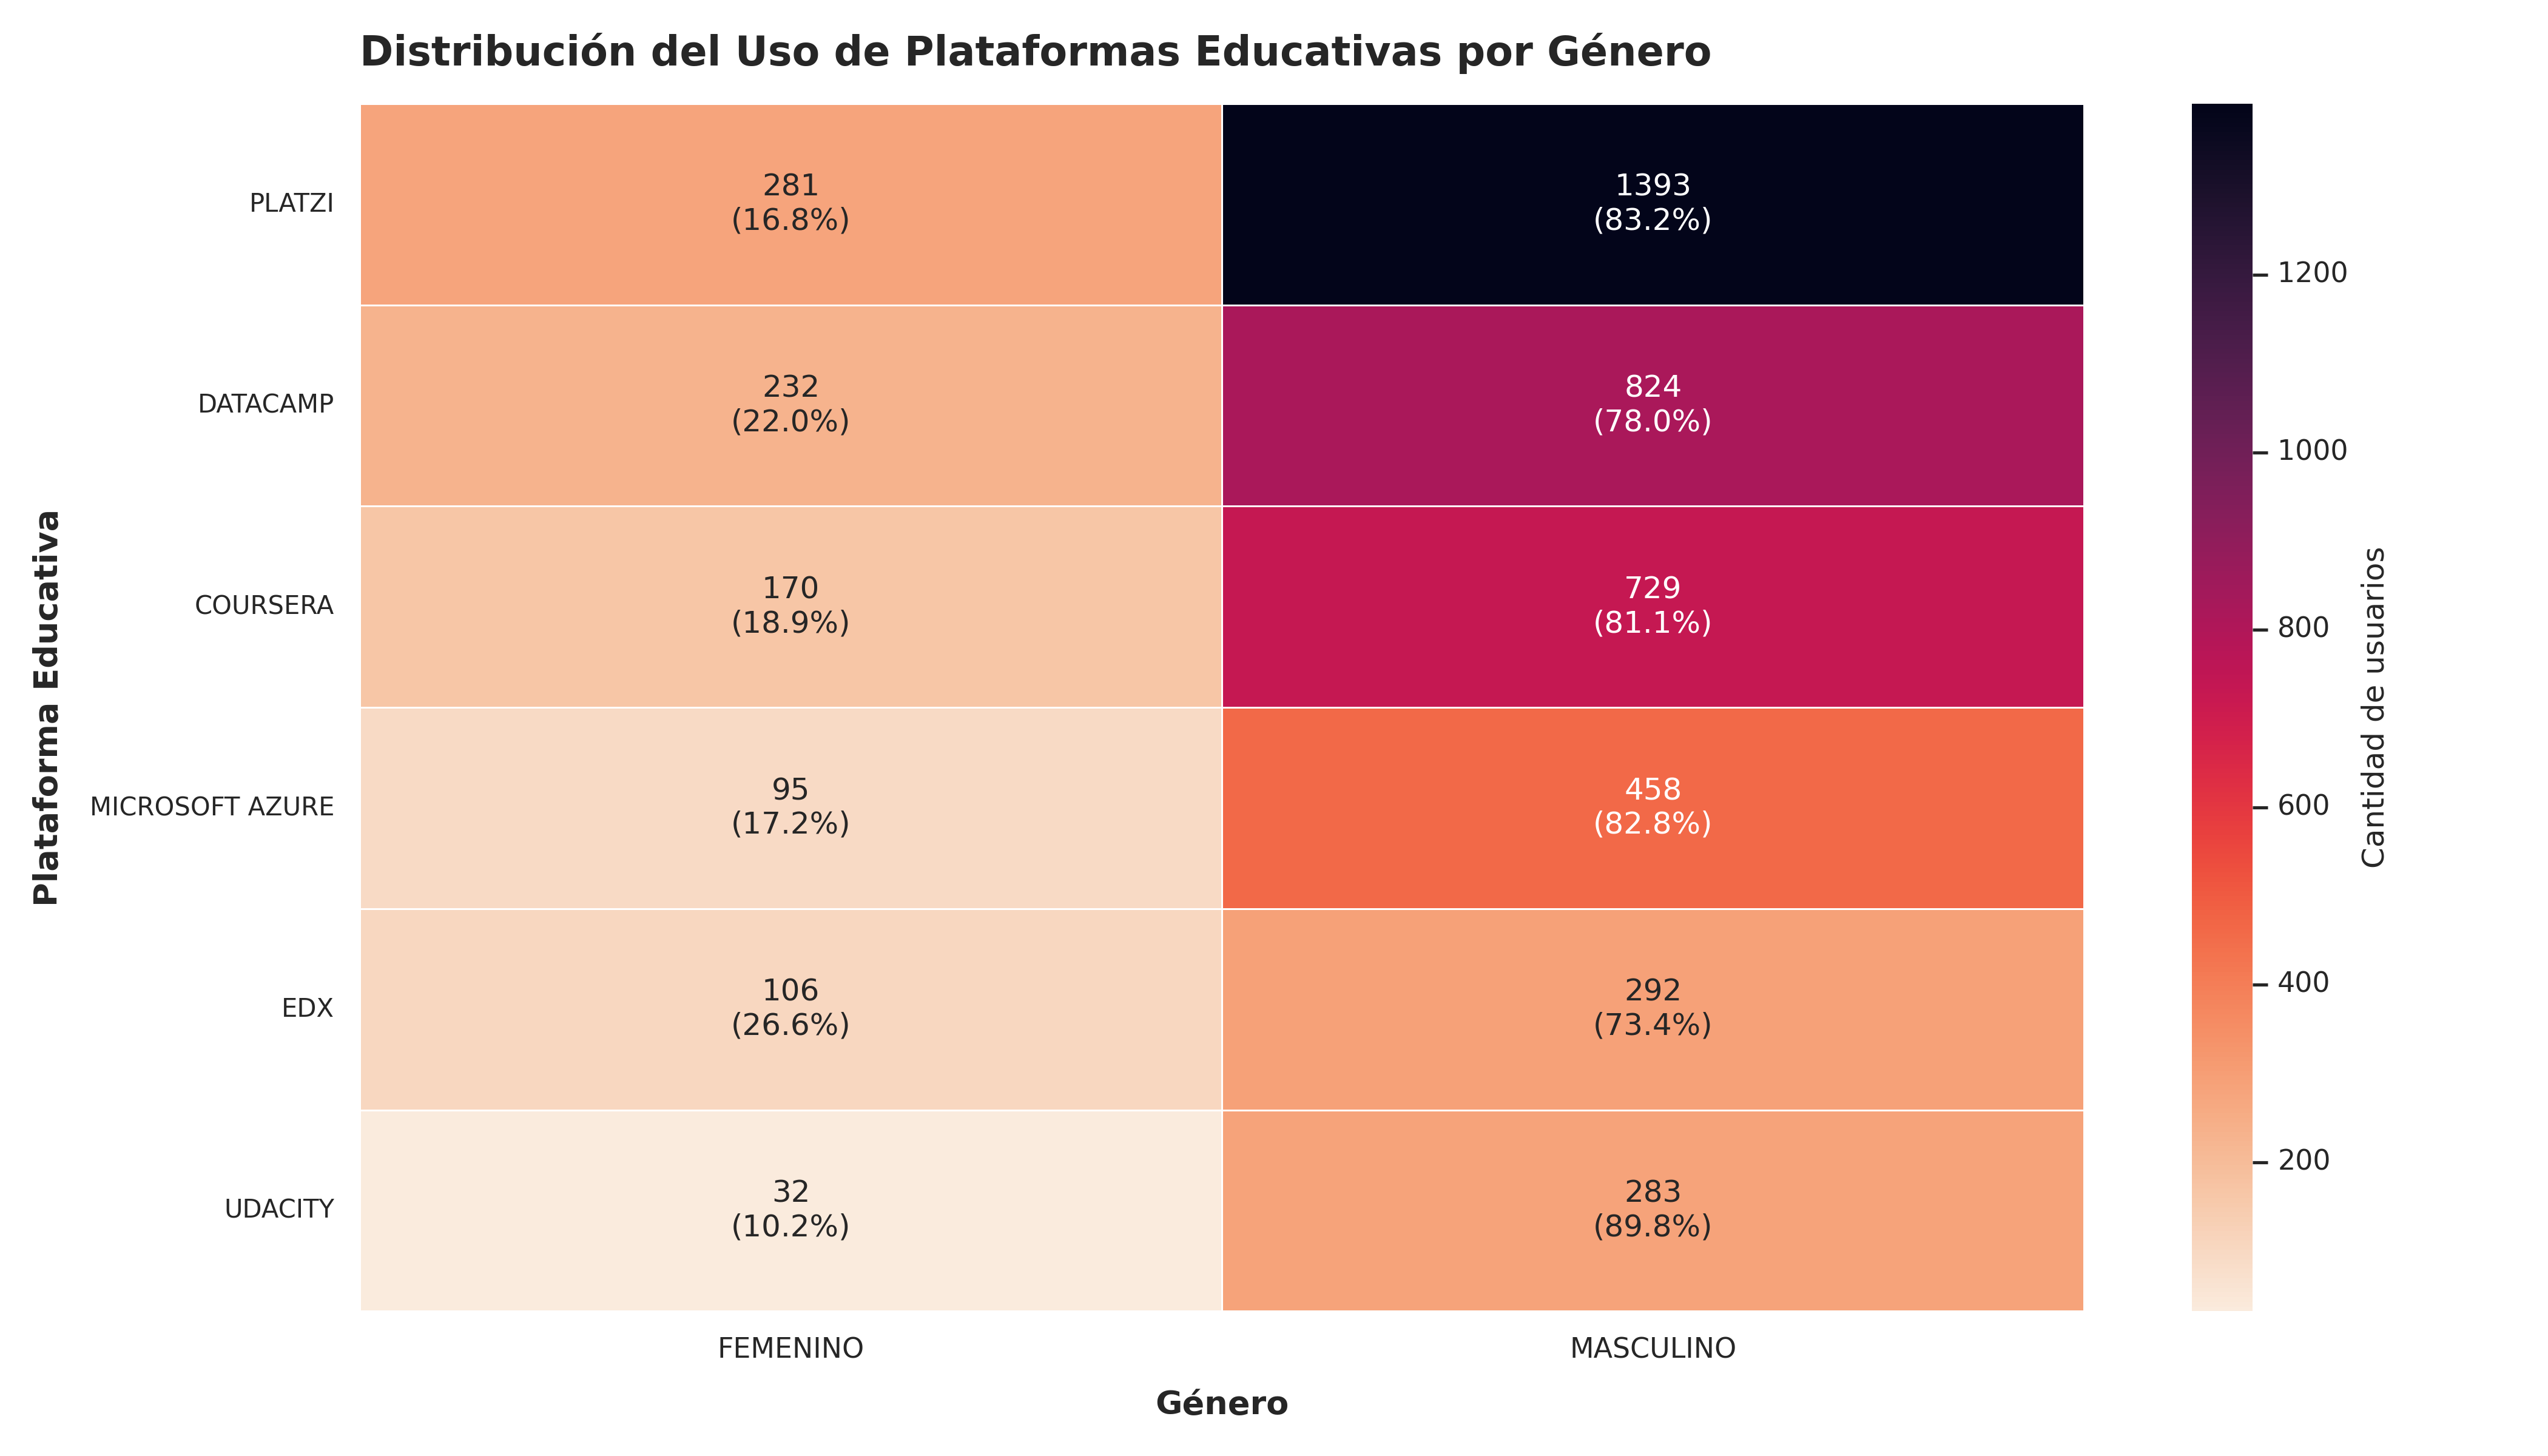 Distribución del Uso de Plataformas Educativas por Género
Plataforma Educativa
PLATZI
281
(16.8%)
1393
(83.2%)
DATACAMP
232
(22.0%)
824
(78.0%)
COURSERA
170
(18.9%)
729
(81.1%)
MICROSOFT AZURE
95
(17.2%)
458
(82.8%)
EDX
106
(26.6%)
292
(73.4%)
UDACITY
32
(10.2%)
283
(89.8%)
FEMENINO
MASCULINO
Género
1200
1000
800
600
400
200
Cantidad de usuarios